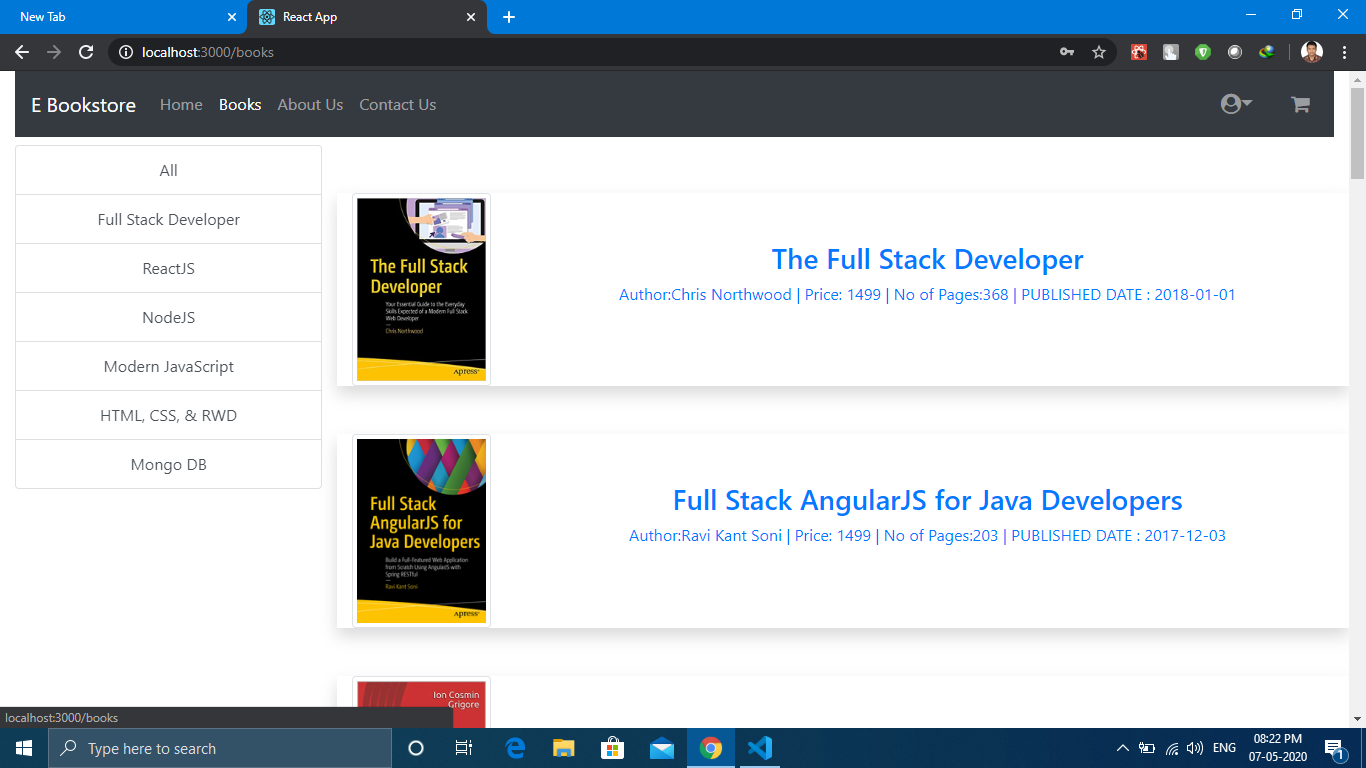 New Tab
React App
localhost:3000/books
E Bookstore Home Books About Us Contact Us
All
Full Stack Developer
ReactJS
NodeJS
Modern JavaScript
HTML, CSS, & RWD
Mongo DB
The Full Stack
Developer
Your Essential Guide to the Everyday
Skills Expected of a Modern Full Stack
Web Developer
Chris Northwood
Apress®
The Full Stack Developer
Author:Chris Northwood | Price: 1499 | No of Pages:368 | PUBLISHED DATE : 2018-01-01
Full Stack
AngularJS for
Java Developers
Build a Full-Featured Web Application
from Scratch Using AngularJS with
Spring RESTful
Ravi Kant Soni
Apress®
Full Stack AngularJS for Java Developers
Author:Ravi Kant Soni | Price: 1499 | No of Pages:203 | PUBLISHED DATE : 2017-12-03
Ion Cosmin
Grigore
localhost:3000/books
Type here to search
ENG
08:22 PM
07-05-2020
1